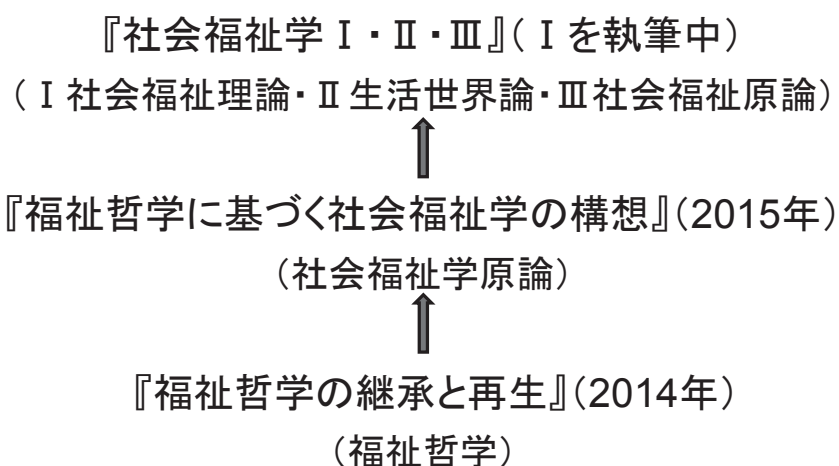 『社会福祉学Ⅰ・Ⅱ・Ⅲ』(Ⅰを執筆中)
(Ⅰ社会福祉理論・Ⅱ生活世界論・Ⅲ社会福祉原論)
『福祉哲学に基づく社会福祉学の構想』(2015年)
(社会福祉学原論)
『福祉哲学の継承と再生』(2014年)
(福祉哲学)